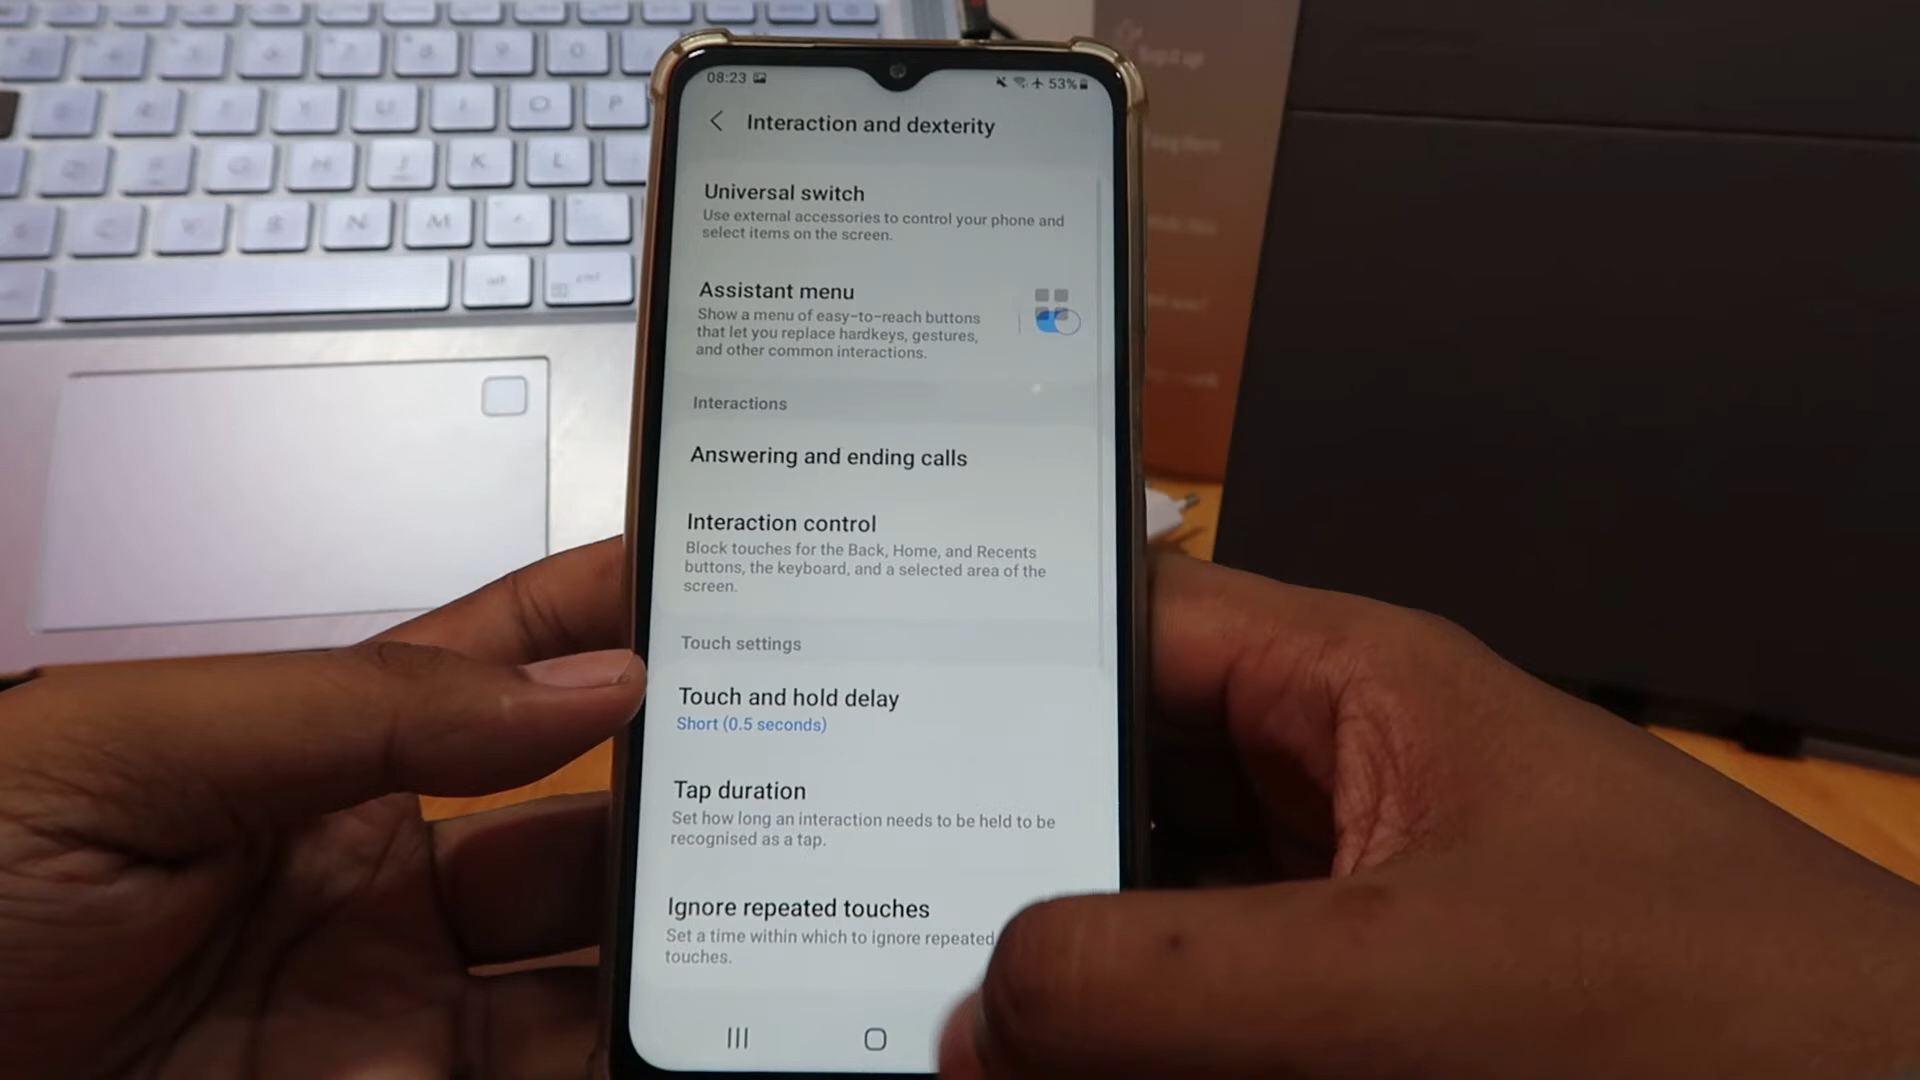 08:23
53%
Interaction and dexterity
Universal switch
Use external accessories to control your phone and
select items on the screen.
Assistant menu
Show a menu of easy-to-reach buttons
that let you replace hardkeys, gestures,
and other common interactions.
Interactions
Answering and ending calls
Interaction control
Block touches for the Back, Home, and Recents
buttons, the keyboard, and a selected area of the
screen.
Touch settings
Touch and hold delay
Short (0.5 seconds)
Tap duration
Set how long an interaction needs to be held to be
recognised as a tap.
Ignore repeated touches
Set a time within which to ignore repeated
touches.
O P
H J K L
N M